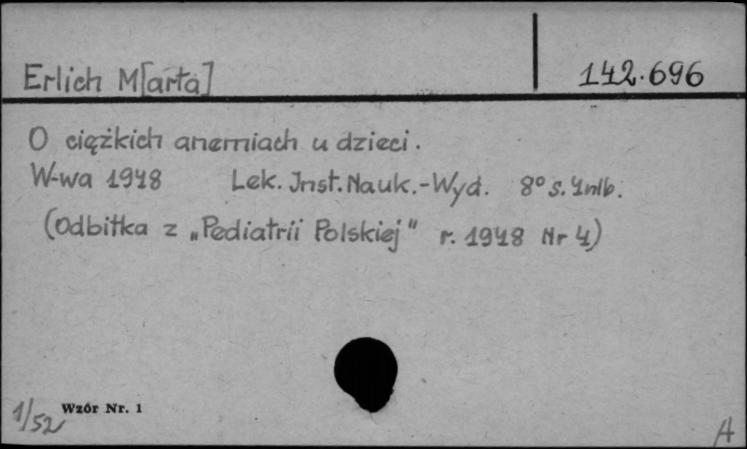 Erlich M[arta]
142.696
O ciężkich anemiach u dzieci.
W-wa 1948 Lek. Inst. Nauk.-Wyd. 8° s. 4nlb.
(Odbitka z „Pediatrii Polskiej" r. 1948 Nr 4)
1/52
Wzór Nr. 1
A